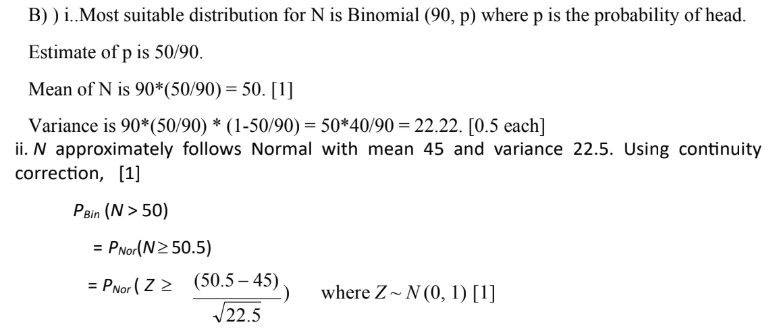 B) ) i..Most suitable distribution for N is Binomial (90, p) where p is the probability of head.
Estimate of p is 50/90.
Mean of N is 90*(50/90) = 50. [1]
Variance is 90*(50/90) * (1-50/90) = 50*40/90 = 22.22. [0.5 each]
ii. N approximately follows Normal with mean 45 and variance 22.5. Using continuity
correction, [1]
PBin (N > 50)
= PNor(N ≥ 50.5)
= PNor ( Z ≥ (50.5 – 45) / √22.5 ) where Z ~ N (0, 1) [1]